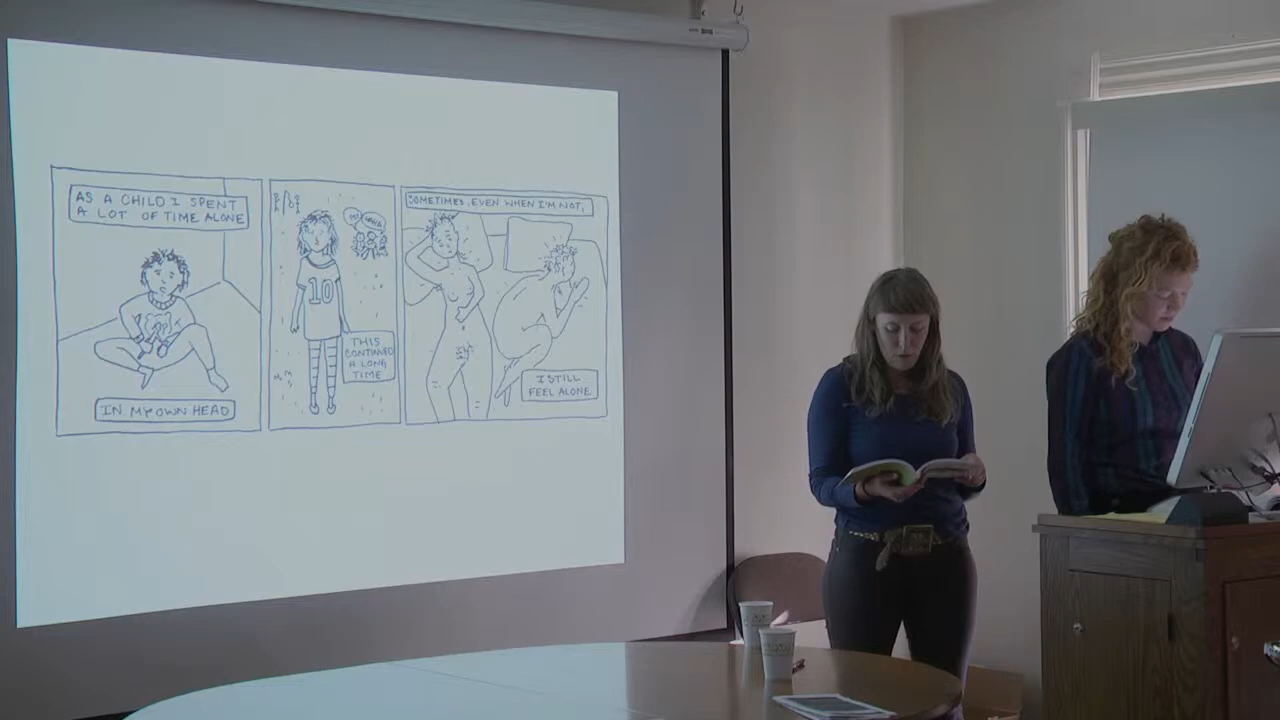 AS A CHILD I SPENT
A LOT OF TIME ALONE
IN MY OWN HEAD
10
THIS
CONTINUED
A LONG
TIME
SOMETIMES, EVEN WHEN I'M NOT,
I STILL
FEEL ALONE.